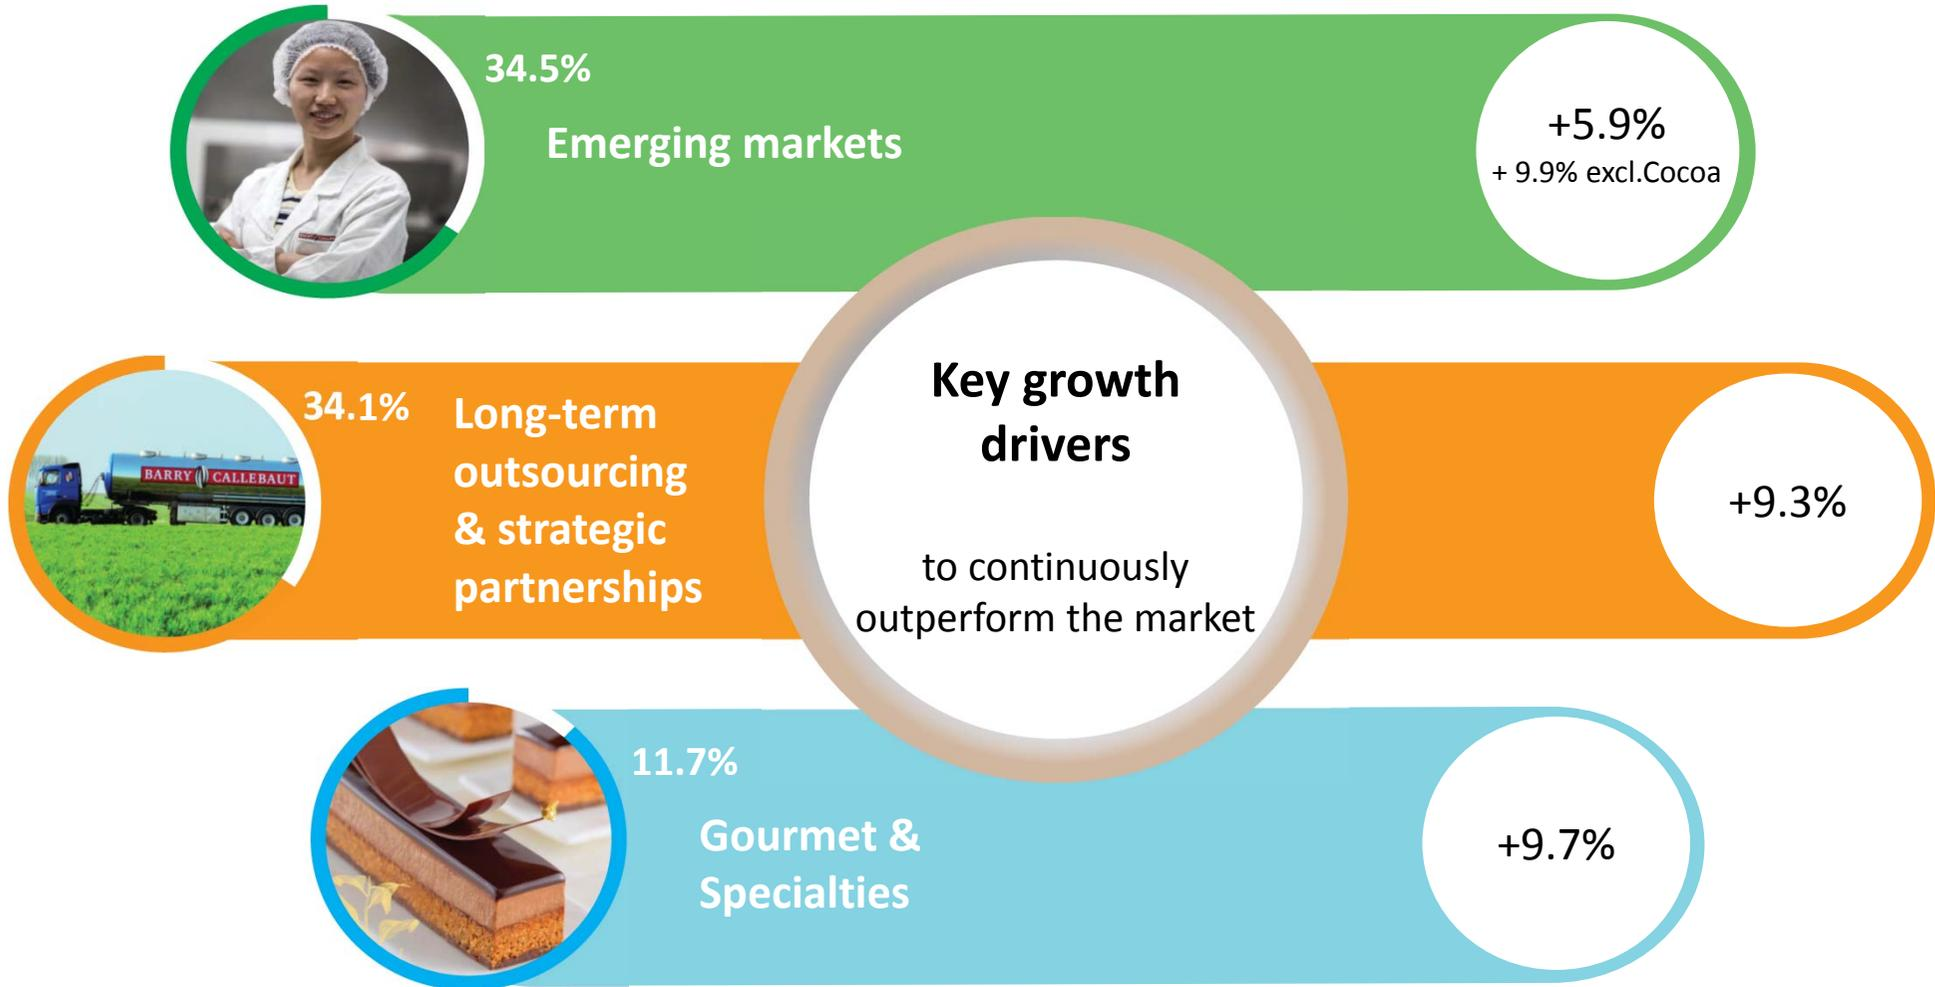 34.5%
Emerging markets
+5.9%
+ 9.9% excl.Cocoa
Key growth
drivers
to continuously
outperform the market
34.1%
Long-term
outsourcing
& strategic
partnerships
BARRY CALLEBAUT
+9.3%
11.7%
Gourmet &
Specialties
+9.7%